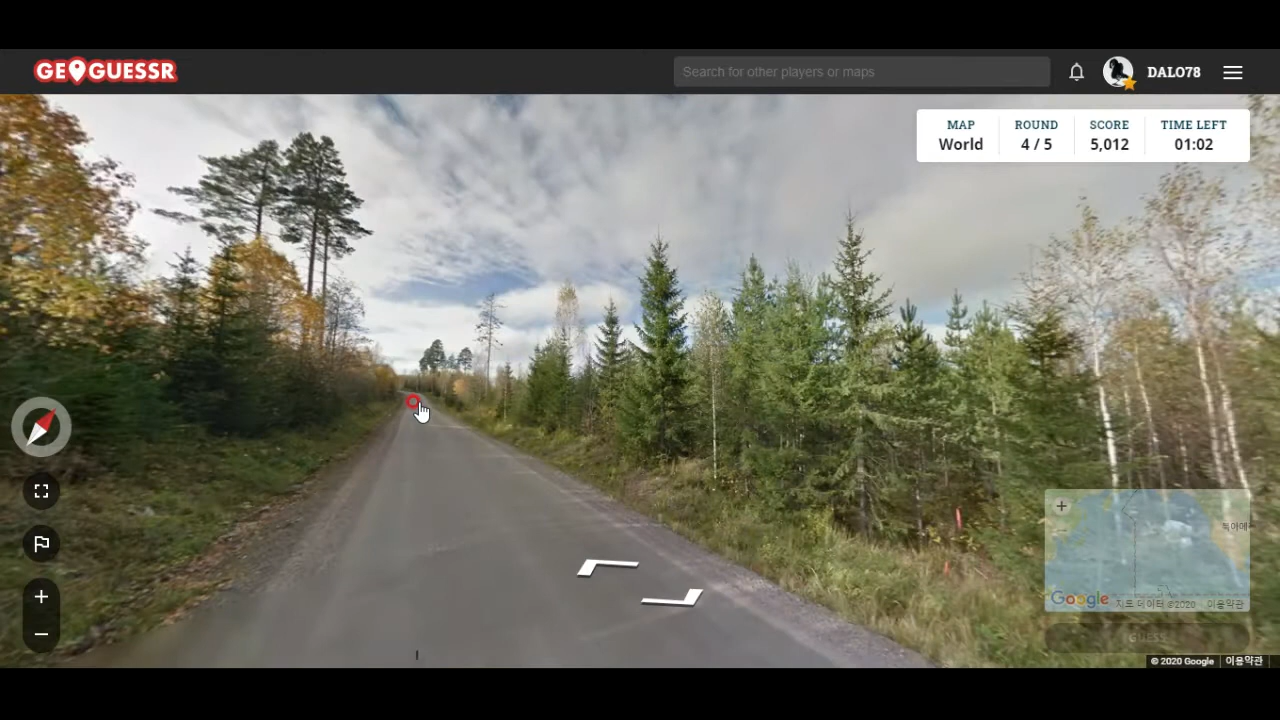 GEOGUESSR
Search for other players or maps
DALO78
MAP
World
ROUND
4 / 5
SCORE
5,012
TIME LEFT
01:02
+
−
+
Google
지도 데이터 ©2020
이용약관
GUESS
© 2020 Google
이용약관